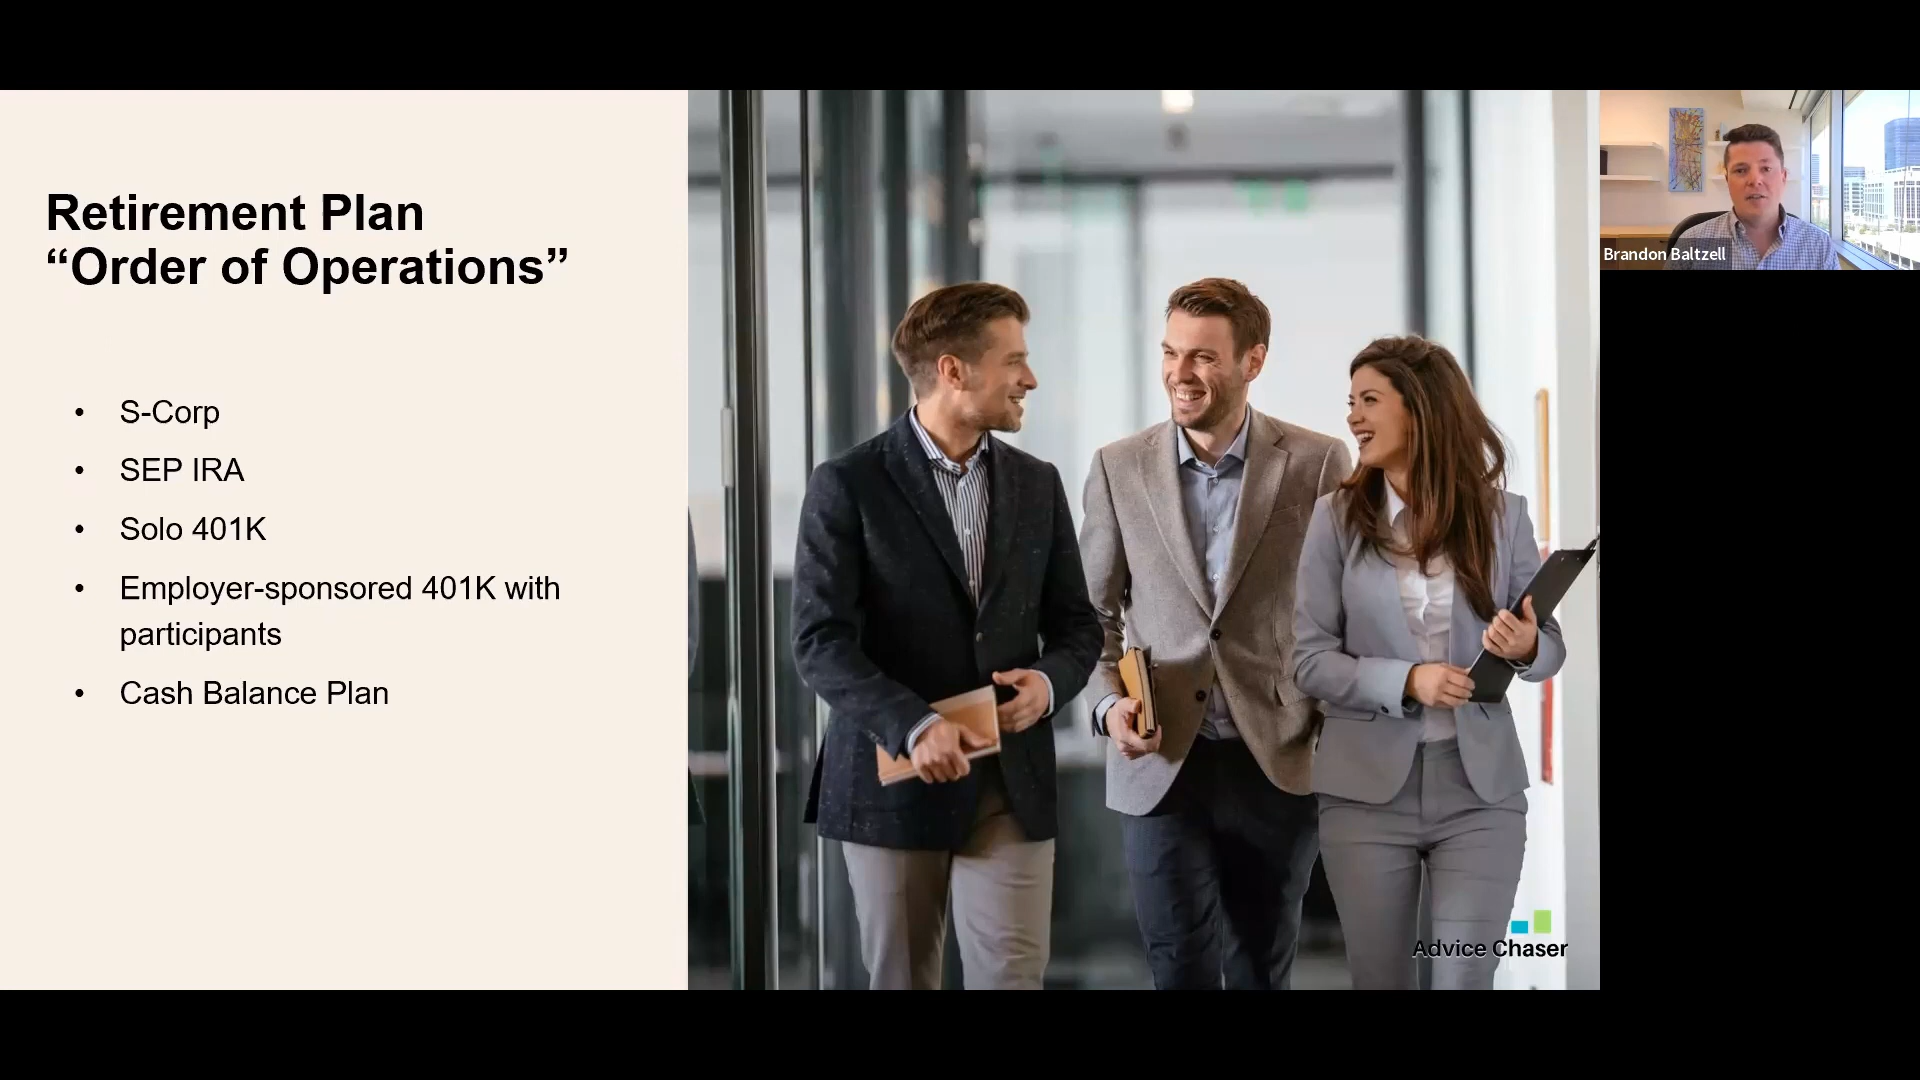 Retirement Plan
“Order of Operations”
• S-Corp
• SEP IRA
• Solo 401K
• Employer-sponsored 401K with
participants
• Cash Balance Plan
Advice Chaser
Brandon Baltzell